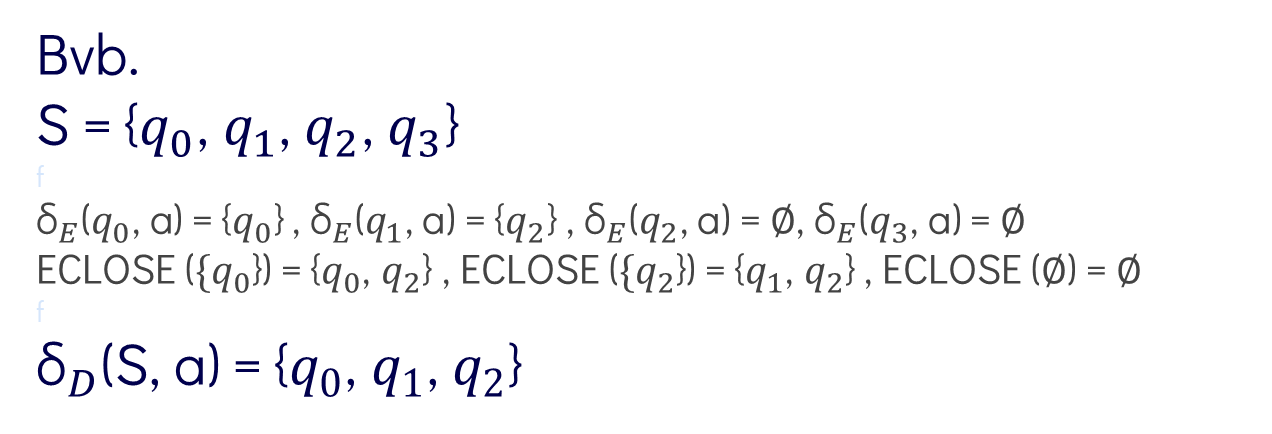 Bvb.
S = {q₀, q₁, q₂, q₃}
f
δ_E(q₀, a) = {q₀} , δ_E(q₁, a) = {q₂} , δ_E(q₂, a) = Ø, δ_E(q₃, a) = Ø
ECLOSE ({q₀}) = {q₀, q₂} , ECLOSE ({q₂}) = {q₁, q₂} , ECLOSE (Ø) = Ø
f
δ_D(S, a) = {q₀, q₁, q₂}